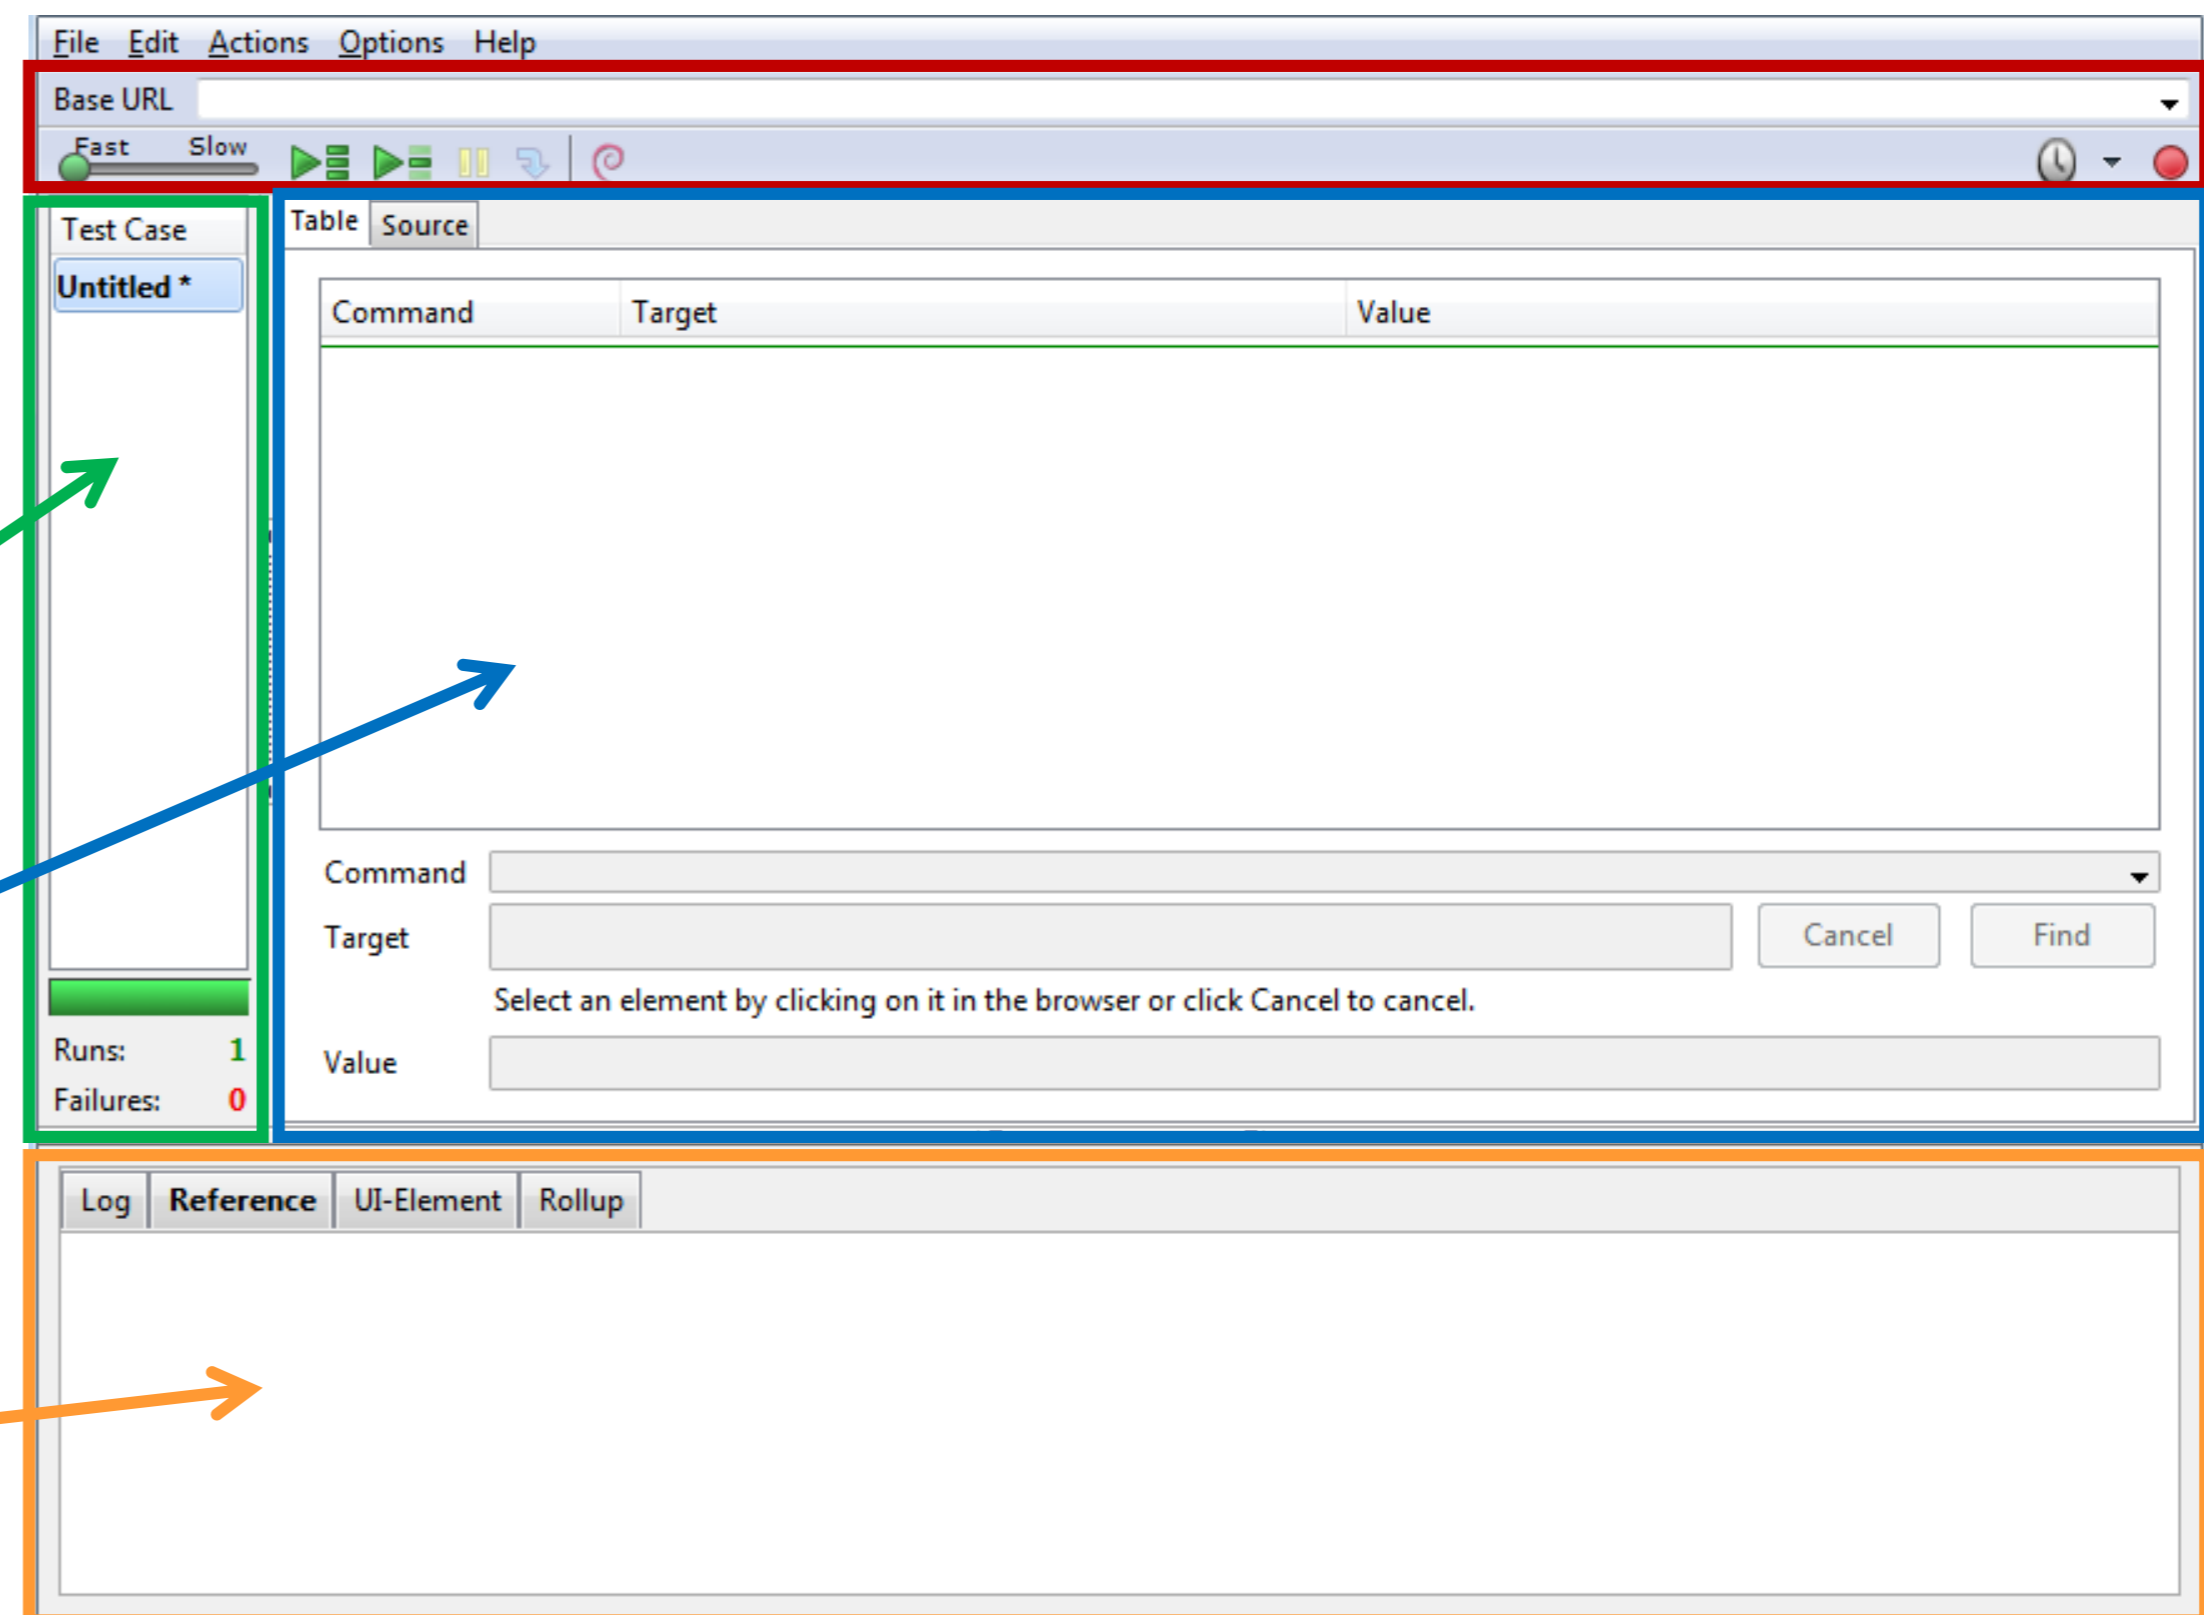 File Edit Actions Options Help
Base URL
Fast Slow
Test Case
Untitled *
Runs: 1
Failures: 0
Table Source
Command Target Value
Command
Target Cancel Find
Select an element by clicking on it in the browser or click Cancel to cancel.
Value
Log Reference UI-Element Rollup